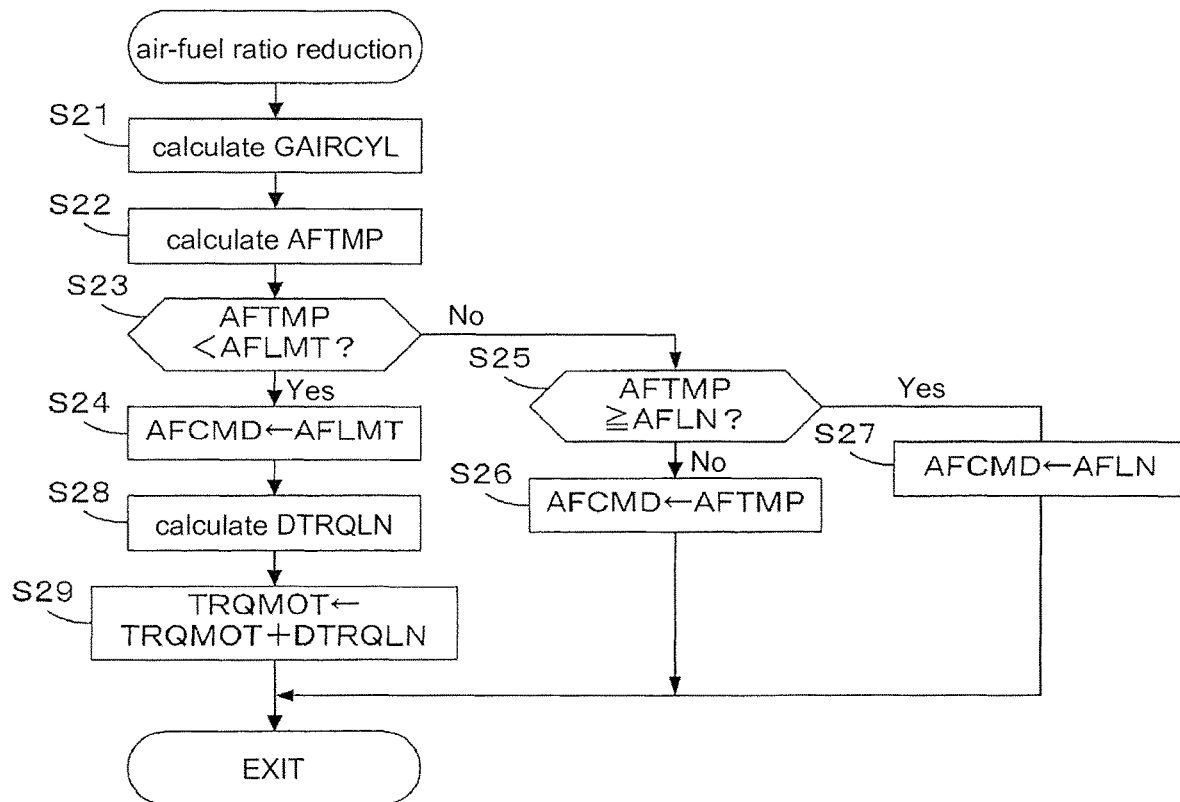 air-fuel ratio reduction
S21
calculate GAIRCYL
S22
calculate AFTMP
S23
AFTMP
<AFLMT?
No
Yes
S24
AFCMD←AFLMT
S28
calculate DTRQLN
S29
TRQMOT←
TRQMOT+DTRQLN
S25
AFTMP
≧AFLN?
Yes
No
S26
AFCMD←AFTMP
S27
AFCMD←AFLN
EXIT